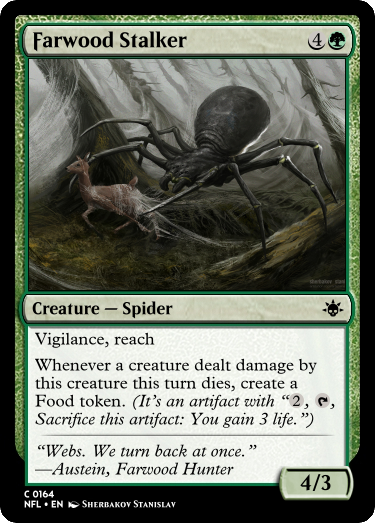 Farwood Stalker 4
Creature — Spider
Vigilance, reach
Whenever a creature dealt damage by
this creature this turn dies, create a
Food token. (It's an artifact with “2, ,
Sacrifice this artifact: You gain 3 life.”)
“Webs. We turn back at once.”
—Austein, Farwood Hunter
4/3
C 0164
NFL • EN Sherbakov Stanislav